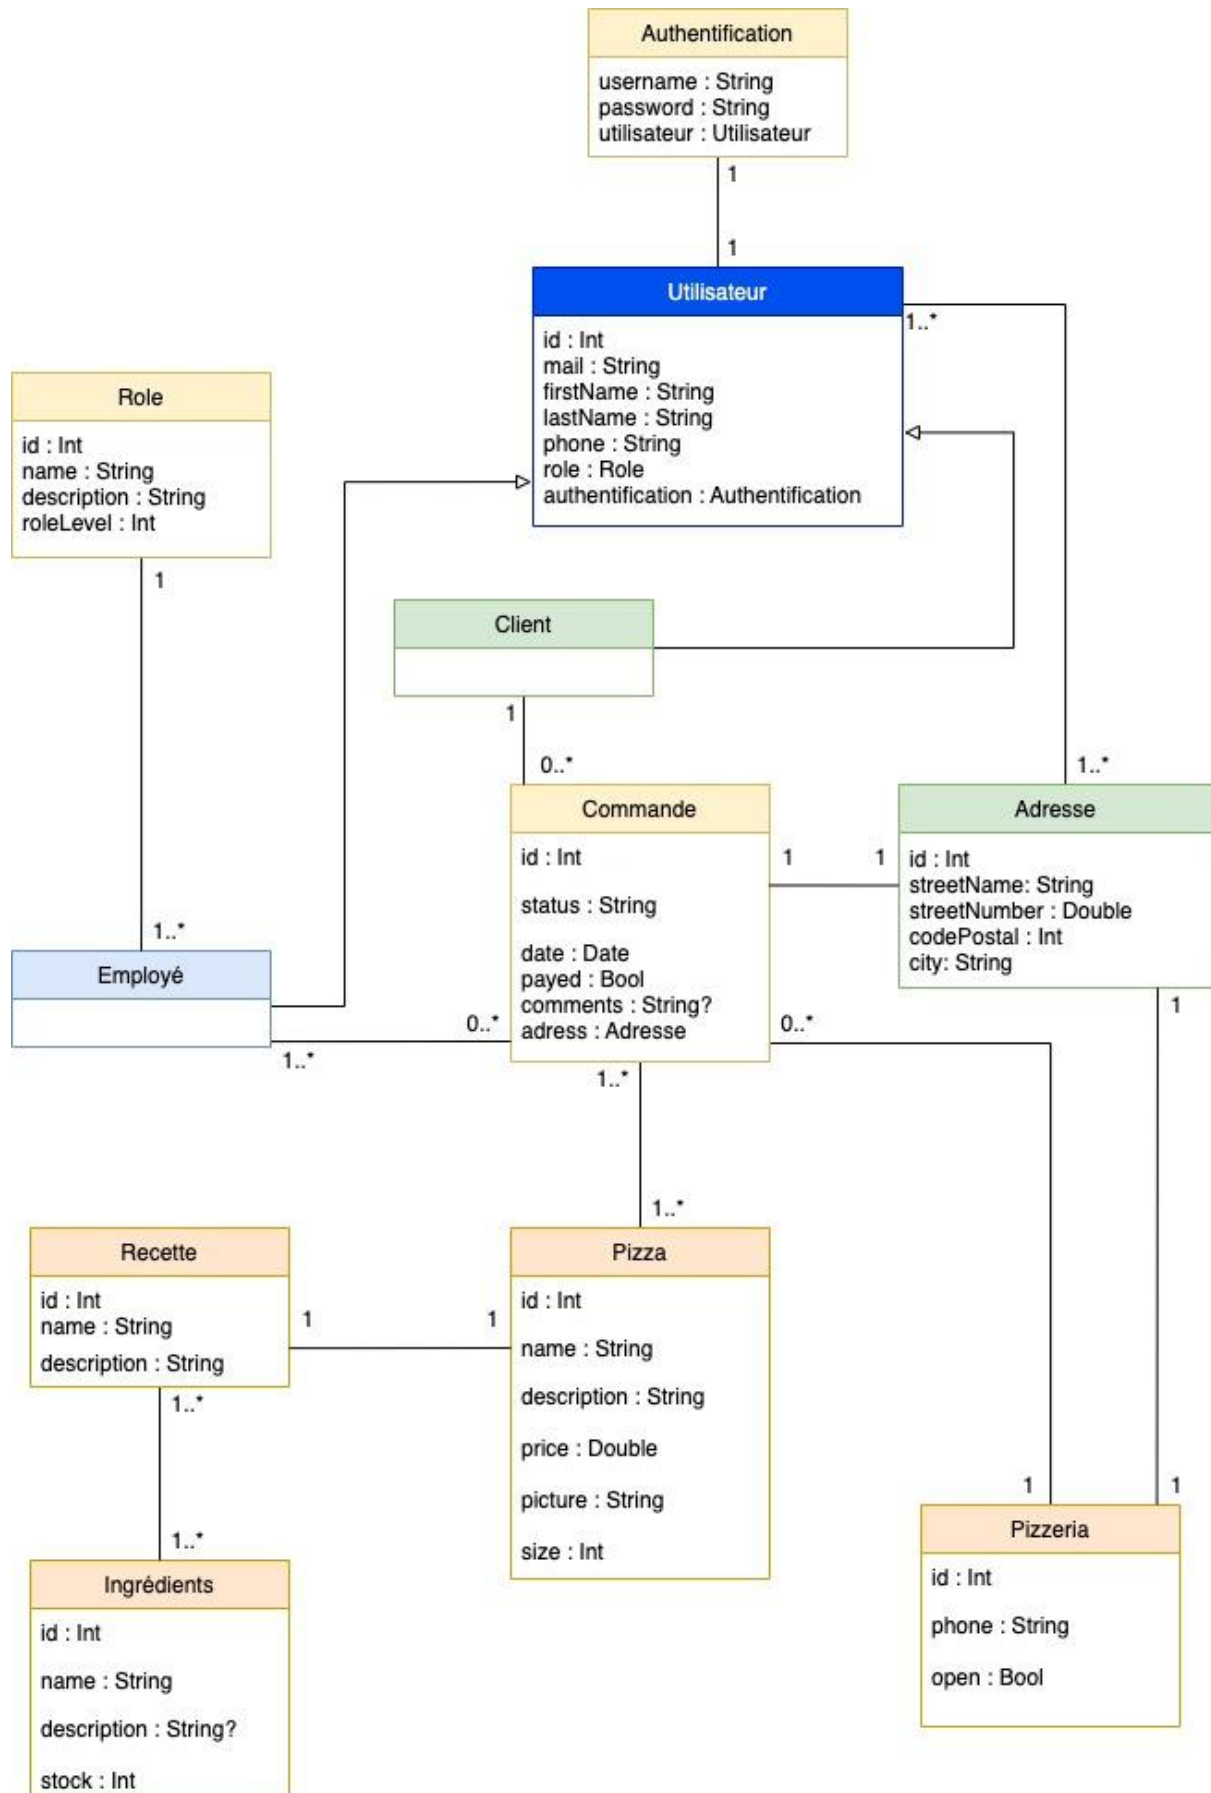 Authentification
username : String
password : String
utilisateur : Utilisateur
1
1
Utilisateur
id : Int
mail : String
firstName : String
lastName : String
phone : String
role : Role
authentification : Authentification
1..*
Role
id : Int
name : String
description : String
roleLevel : Int
1
Client
1
0..*
1..*
Commande
id : Int
status : String
date : Date
payed : Bool
comments : String?
adress : Adresse
1
1
Adresse
id : Int
streetName: String
streetNumber : Double
codePostal : Int
city: String
1..*
Employé
0..*
1..*
0..*
1
1..*
1..*
Recette
id : Int
name : String
description : String
1
1
Pizza
id : Int
name : String
description : String
price : Double
picture : String
size : Int
1..*
1..*
Ingrédients
id : Int
name : String
description : String?
stock : Int
1
1
Pizzeria
id : Int
phone : String
open : Bool